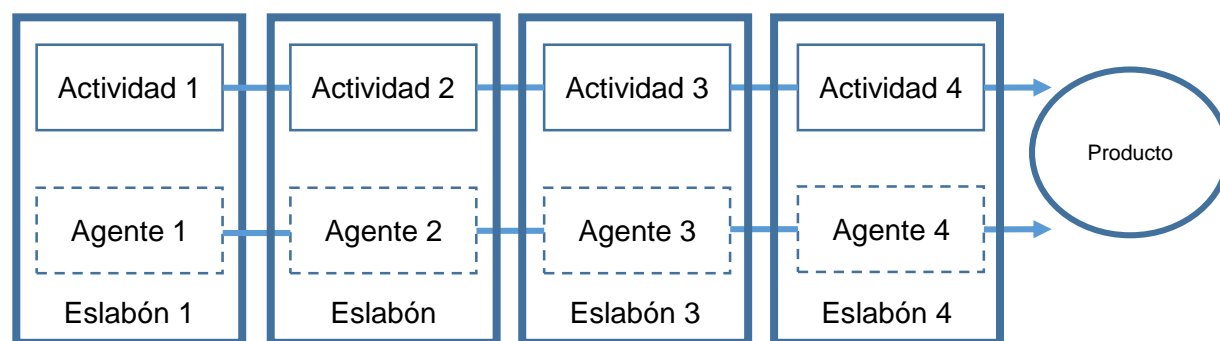 Actividad 1
Actividad 2
Actividad 3
Actividad 4
Producto
Agente 1
Agente 2
Agente 3
Agente 4
Eslabón 1
Eslabón
Eslabón 3
Eslabón 4